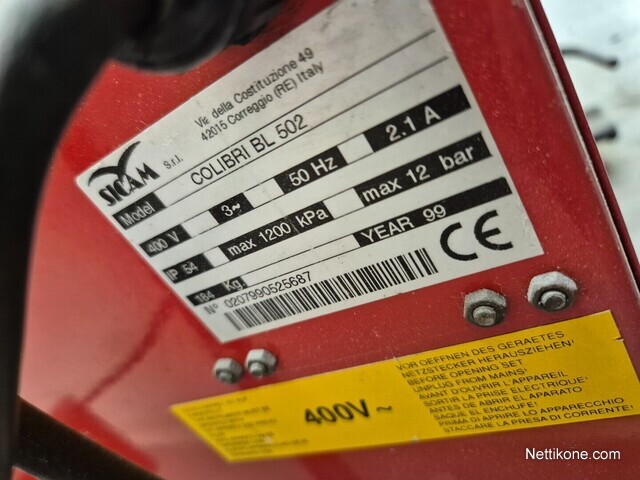 SICAM
S.r.l.
Via della Costituzione 49
42015 Correggio (RE) Italy
Model COLIBRI BL 502
400 V 3~ 50 Hz 2.1 A
IP 54 max 1200 kPa max 12 bar
184 Kg YEAR 99
N° 0207990525687
CE
400V ~
VOR OEFFNEN DES GERAETES
NETZSTECKER HERAUSZIEHEN!
BEFORE OPENING SET
UNPLUG FROM MAINS!
AVANT D'OUVRIR L'APPAREIL
SORTIR LA PRISE ELECTRIQUE!
ANTES DE ABRIR EL APARATO
SAQUE EL ENCHUFE!
PRIMA DI APRIRE LO APPARECCHIO
STACCARE LA PRESA DI CORRENTE!
Nettikone.com